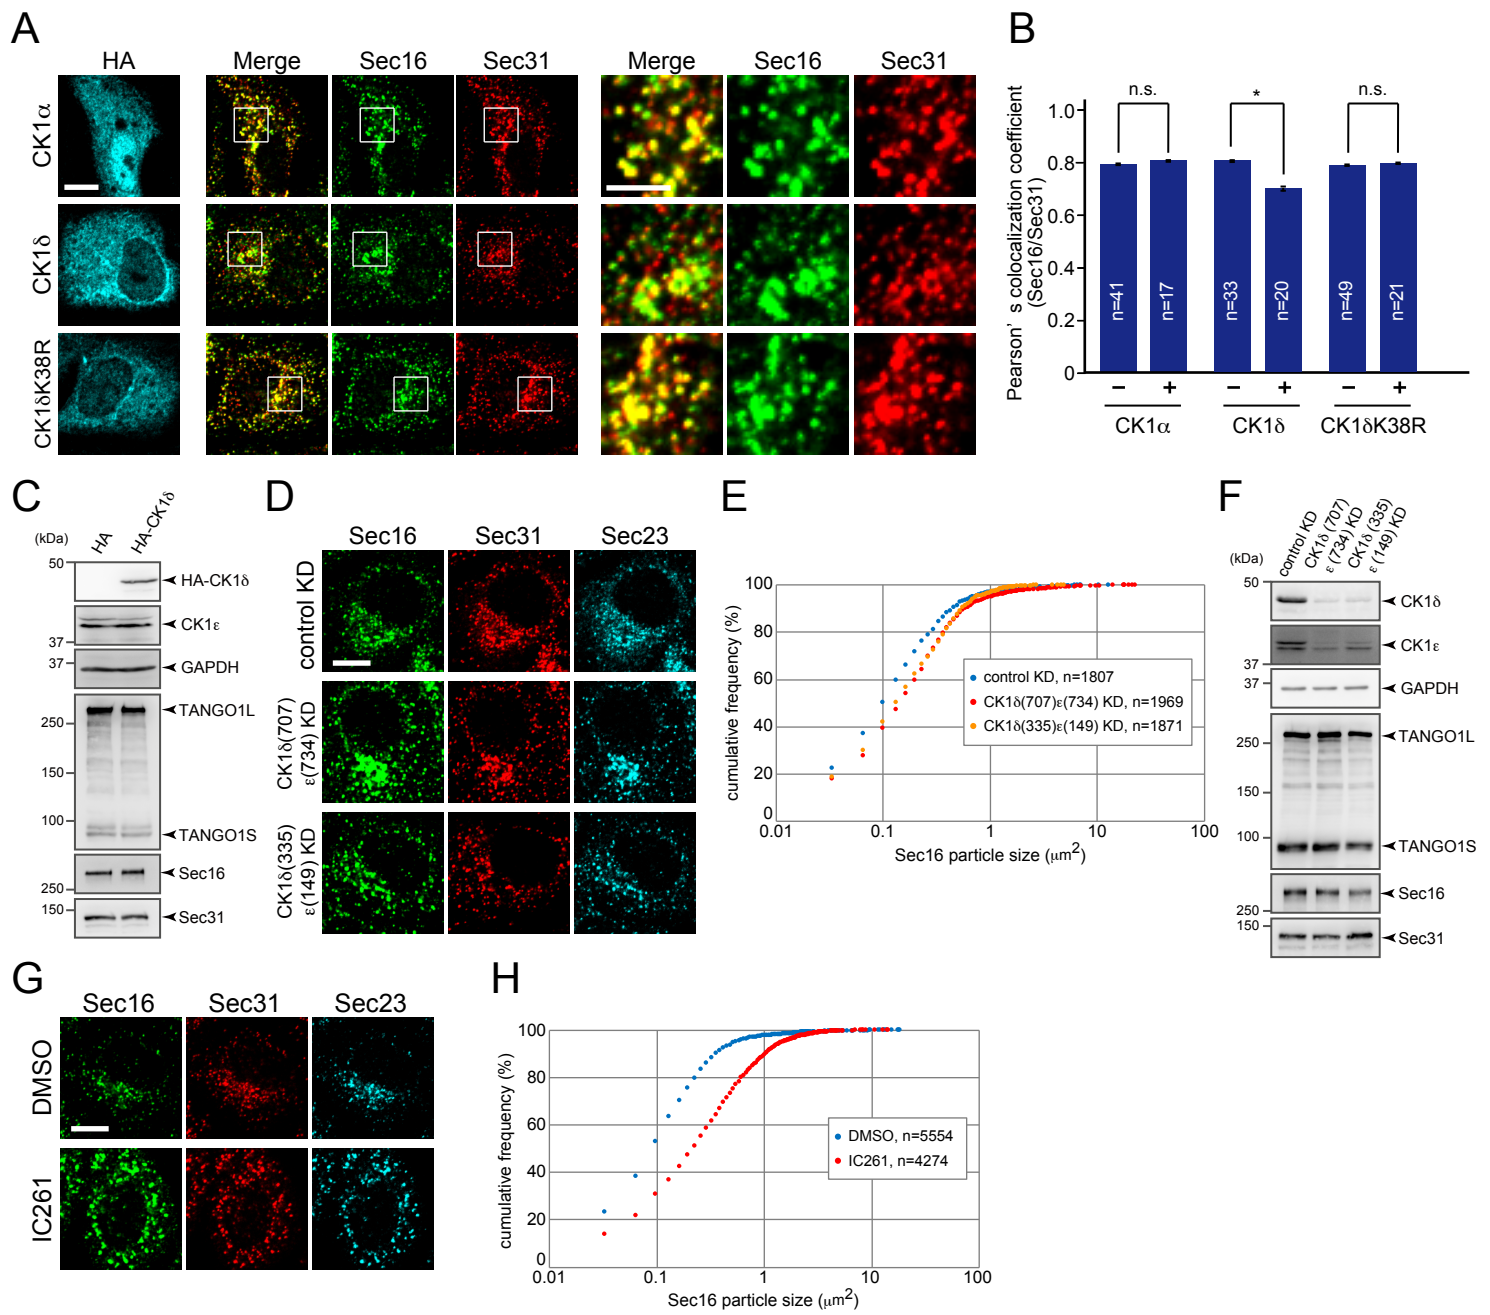 A
HA
Merge
Sec16
Sec31
Merge
Sec16
Sec31
CK1α
CK1δ
CK1δK38R
B
Pearson's colocalization coefficient
(Sec16/Sec31)
1.0
0.8
0.6
0.4
0.2
0
n.s.
*
n.s.
n=41
n=17
n=33
n=20
n=49
n=21
− + − + − +
CK1α
CK1δ
CK1δK38R
C
(kDa)
HA
HA-CK1δ
50
HA-CK1δ
CK1ε
37
37
GAPDH
TANGO1L
250
150
100
TANGO1S
Sec16
250
150
Sec31
D
Sec16
Sec31
Sec23
control KD
CK1δ(707)
ε(734) KD
CK1δ(335)
ε(149) KD
E
cumulative frequency (%)
100
80
60
40
20
0
0.01
0.1
1
10
100
Sec16 particle size (μm2)
control KD, n=1807
CK1δ(707)ε(734) KD, n=1969
CK1δ(335)ε(149) KD, n=1871
F
(kDa)
control KD
CK1δ(707)
ε(734) KD
CK1δ(335)
ε(149) KD
50
CK1δ
CK1ε
37
37
GAPDH
TANGO1L
250
150
100
TANGO1S
Sec16
250
150
Sec31
G
Sec16
Sec31
Sec23
DMSO
IC261
H
cumulative frequency (%)
100
80
60
40
20
0
0.01
0.1
1
10
100
Sec16 particle size (μm2)
DMSO, n=5554
IC261, n=4274